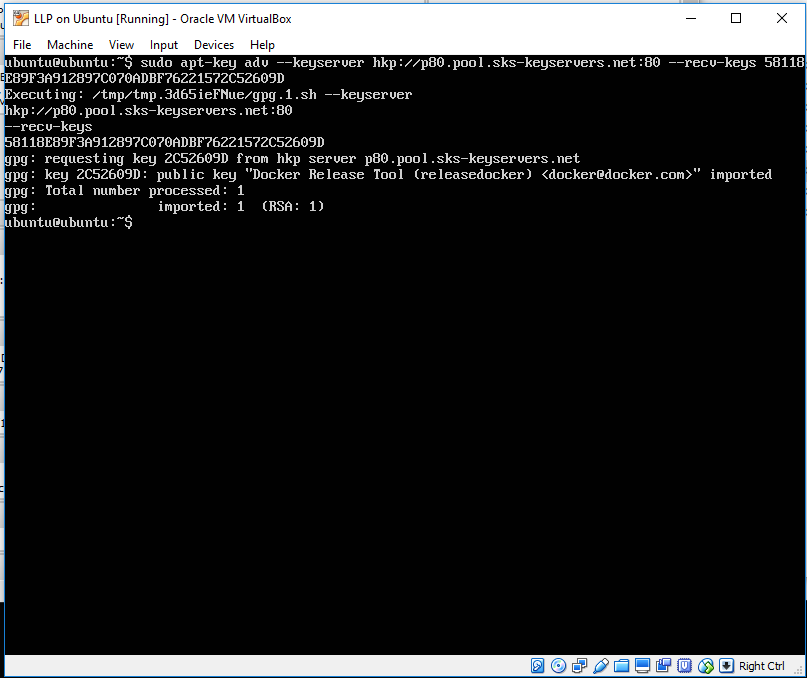 LLP on Ubuntu [Running] - Oracle VM VirtualBox
File Machine View Input Devices Help
ubuntu@ubuntu:~$ sudo apt-key adv --keyserver hkp://p80.pool.sks-keyservers.net:80 --recv-keys 58118
E89F3A912897C070ADBF76221572C52609D
Executing: /tmp/tmp.3d65ieFNue/gpg.1.sh --keyserver
hkp://p80.pool.sks-keyservers.net:80
--recv-keys
58118E89F3A912897C070ADBF76221572C52609D
gpg: requesting key 2C52609D from hkp server p80.pool.sks-keyservers.net
gpg: key 2C52609D: public key "Docker Release Tool (releasedocker) <docker@docker.com>" imported
gpg: Total number processed: 1
gpg:               imported: 1  (RSA: 1)
ubuntu@ubuntu:~$
Right Ctrl